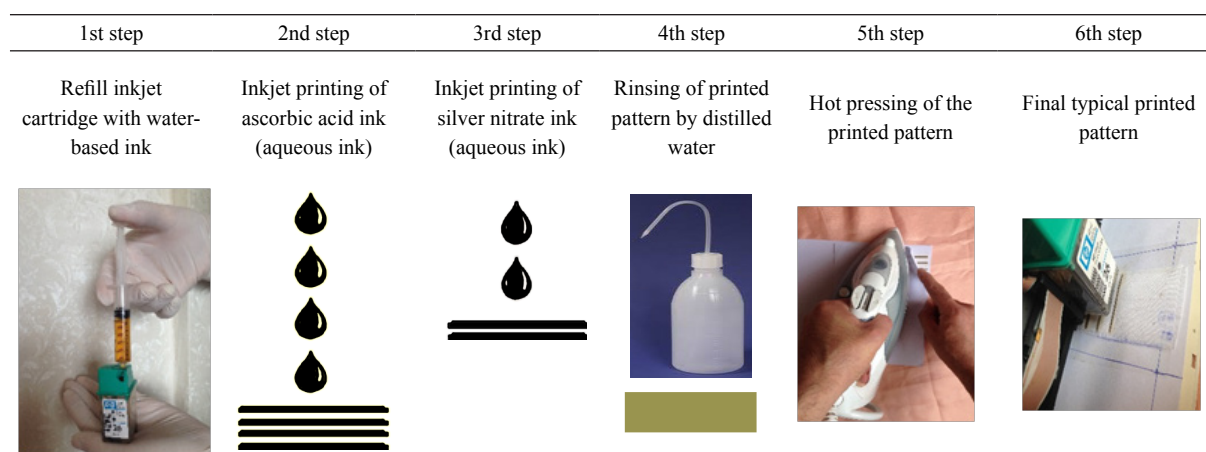 1st step
2nd step
3rd step
4th step
5th step
6th step
Refill inkjet
cartridge with water-
based ink
Inkjet printing of
ascorbic acid ink
(aqueous ink)
Inkjet printing of
silver nitrate ink
(aqueous ink)
Rinsing of printed
pattern by distilled
water
Hot pressing of the
printed pattern
Final typical printed
pattern